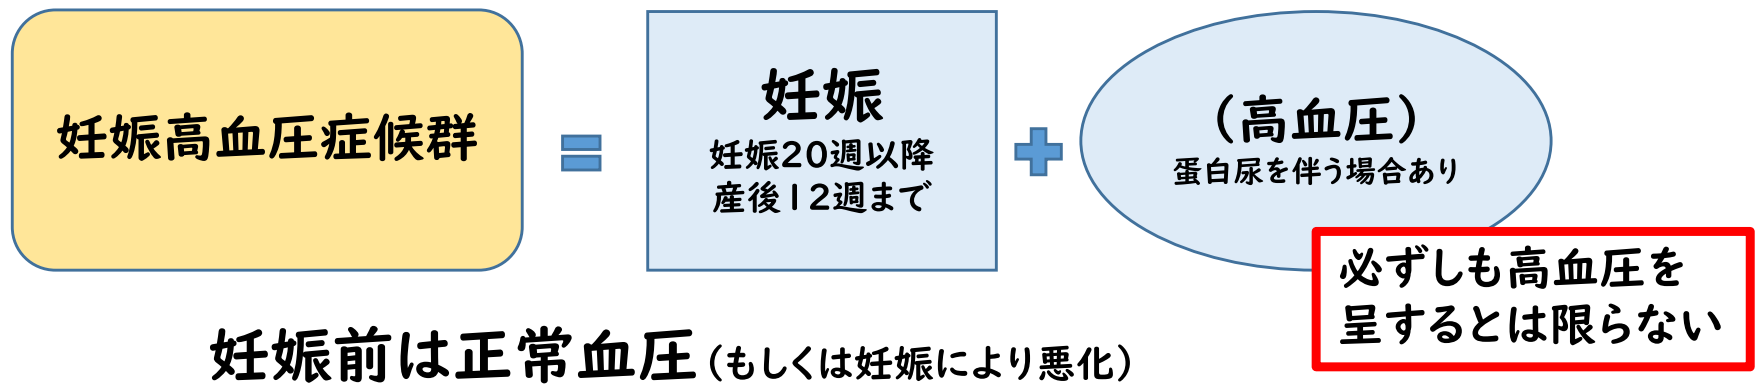 妊娠高血圧症候群
妊娠
妊娠20週以降
産後12週まで
（高血圧）
蛋白尿を伴う場合あり
必ずしも高血圧を
呈するとは限らない
妊娠前は正常血圧（もしくは妊娠により悪化）